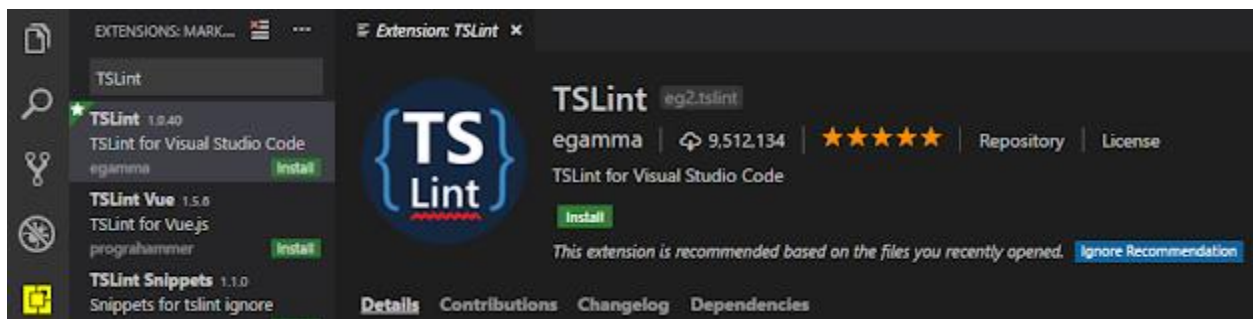 EXTENSIONS: MARK... ...
TSLint
TSLint 1.0.40
TSLint for Visual Studio Code
egamma Install
TSLint Vue 1.5.6
TSLint for Vue.js
prograhammer Install
TSLint Snippets 1.1.0
Snippets for tslint ignore
Extension: TSLint ×
{TS}
Lint
TSLint eg2.tslint
egamma | 9,512,134 | ★★★★★ | Repository | License
TSLint for Visual Studio Code
Install
This extension is recommended based on the files you recently opened. Ignore Recommendation
Details Contributions Changelog Dependencies